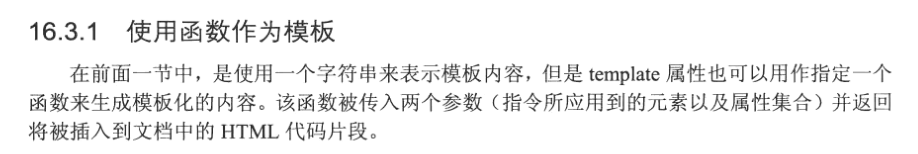 16.3.1 使用函数作为模板
在前面一节中，是使用一个字符串来表示模板内容，但是 template 属性也可以用作指定一个
函数来生成模板化的内容。该函数被传入两个参数（指令所应用到的元素以及属性集合）并返回
将被插入到文档中的 HTML 代码片段。